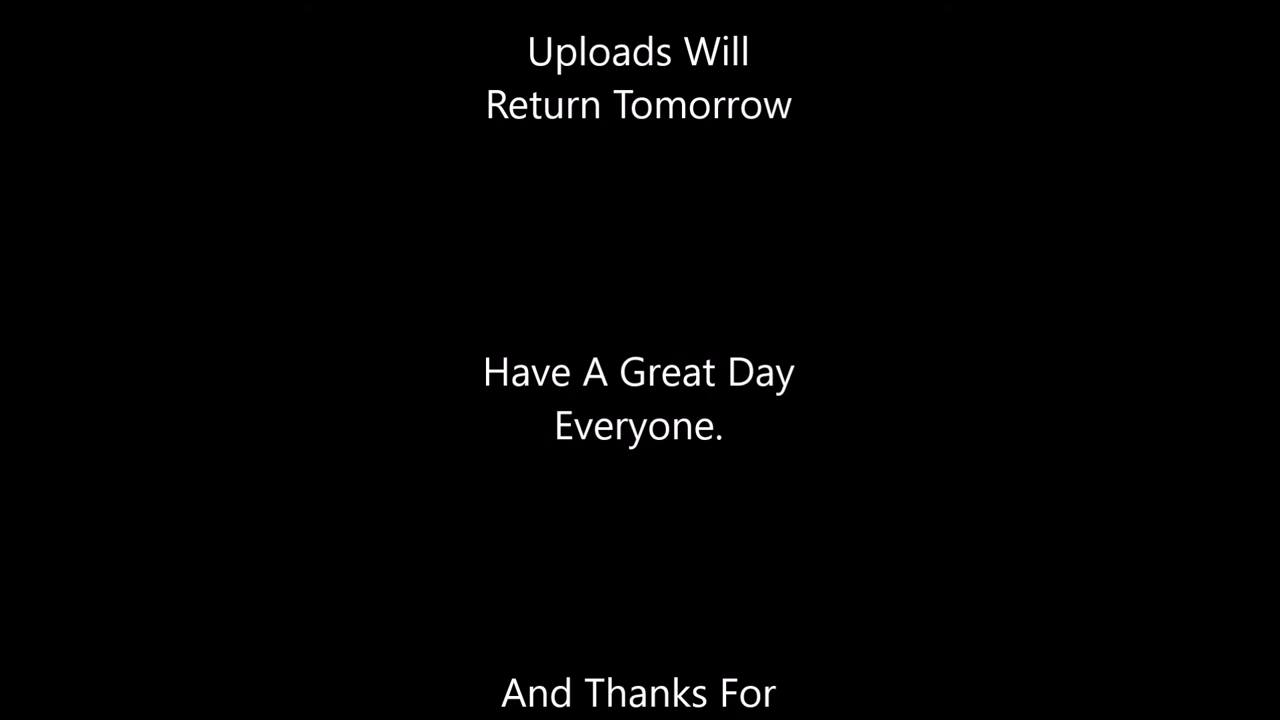 Uploads Will
Return Tomorrow
Have A Great Day
Everyone.
And Thanks For